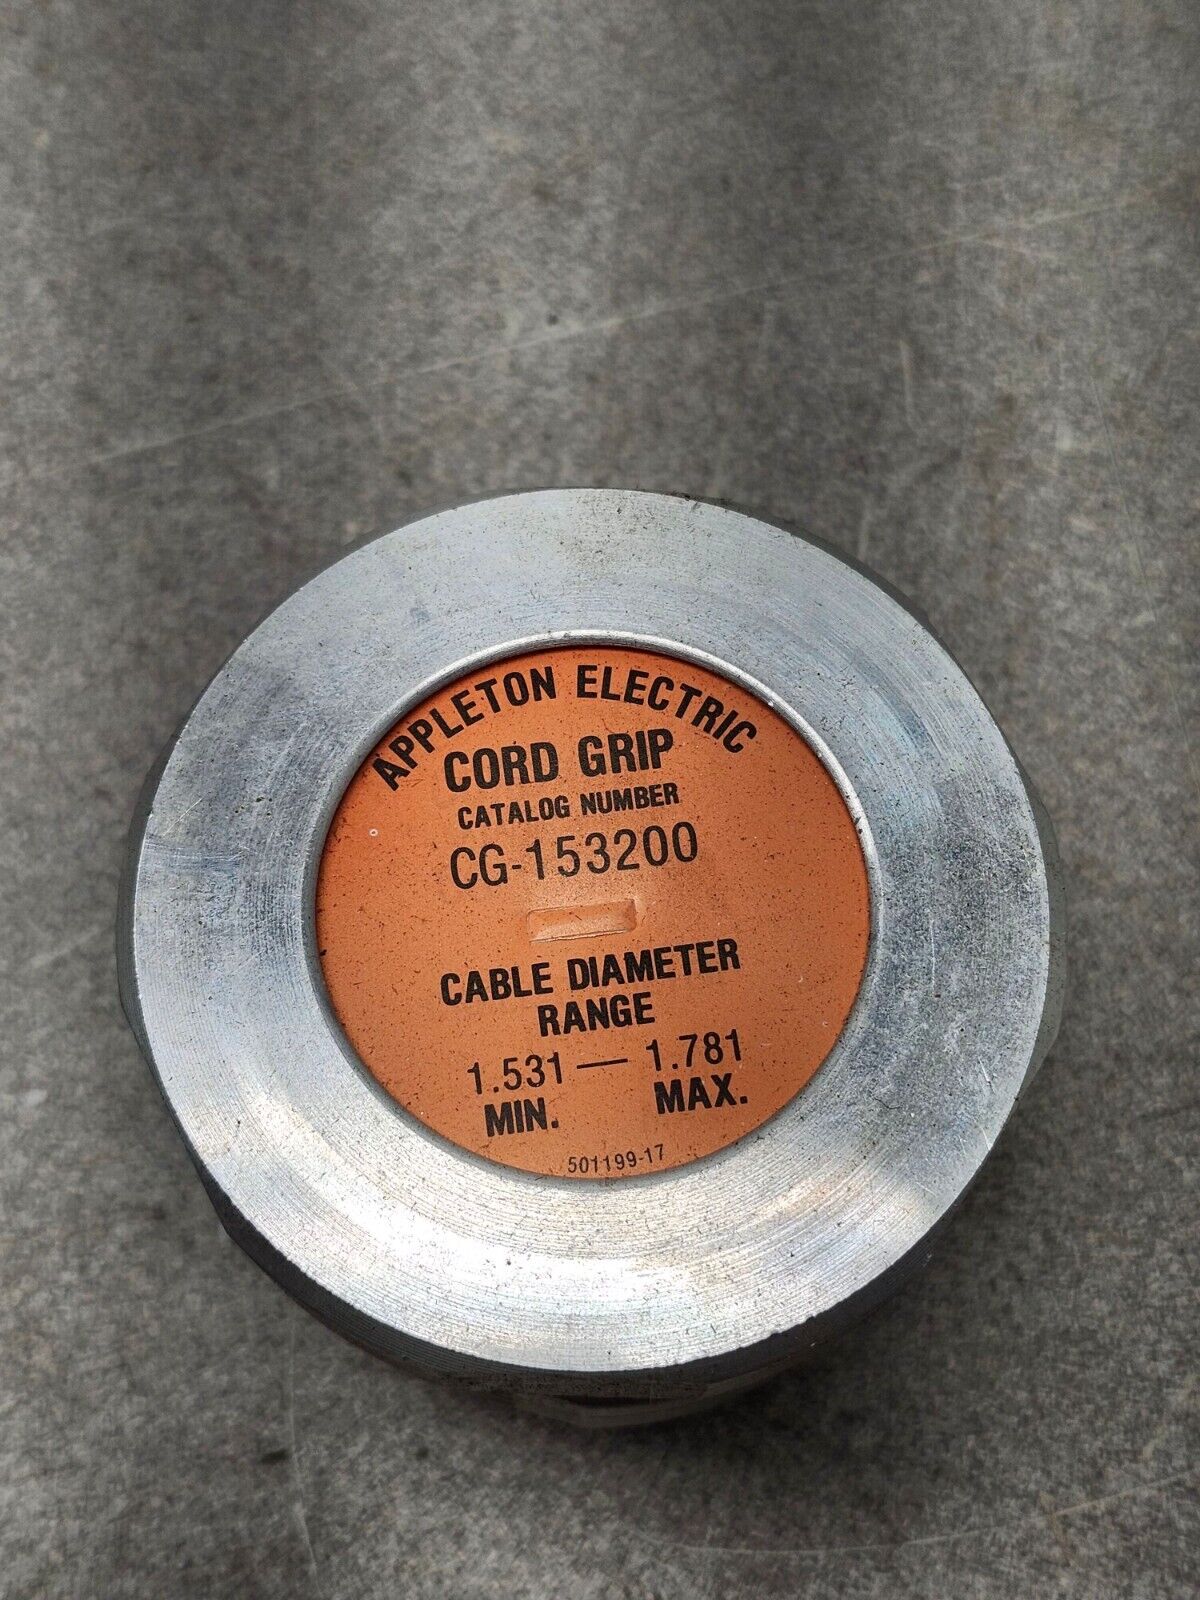 APPLETON ELECTRIC
CORD GRIP
CATALOG NUMBER
CG-153200
CABLE DIAMETER
RANGE
1.531 — 1.781
MIN. MAX.
501199-17